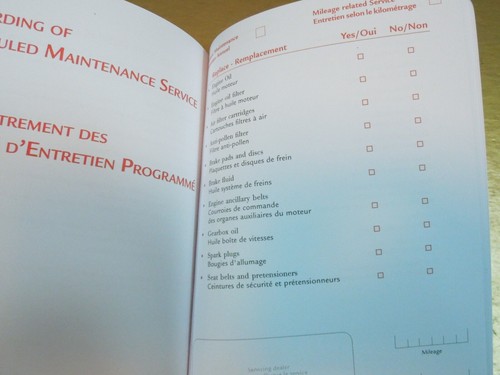 RDING OF
ULED MAINTENANCE SERVICE
TREMENT DES
D'ENTRETIEN PROGRAMMÉ
maintenance
Mileage related Service
Entretien selon le kilométrage
Replace - Remplacement Yes/Oui No/Non
Engine Oil
Huile moteur
Engine oil filter
Filtre à huile moteur
Air filter cartridges
Cartouches filtres à air
Anti-pollen filter
Filtre anti-pollen
Brake pads and discs
Plaquettes et disques de frein
Brake fluid
Huile système de freins
Engine ancillary belts
Courroies de commande
des organes auxiliaires du moteur
Gearbox oil
Huile boîte de vitesses
Spark plugs
Bougies d'allumage
Seat belts and pretensioners
Ceintures de sécurité et prétensionneurs
Mileage